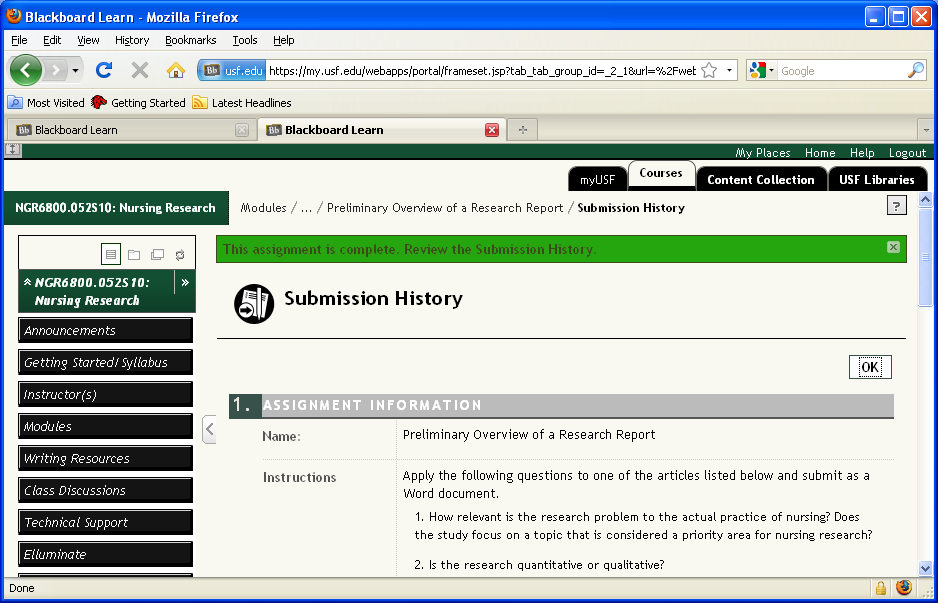 Blackboard Learn - Mozilla Firefox
File Edit View History Bookmarks Tools Help
Bb usf.edu https://my.usf.edu/webapps/portal/frameset.jsp?tab_tab_group_id=_2_1&url=%2Fwet Google
Most Visited Getting Started Latest Headlines
Bb Blackboard Learn Bb Blackboard Learn
My Places Home Help Logout
myUSF Courses Content Collection USF Libraries
NGR6800.052S10: Nursing Research Modules / ... / Preliminary Overview of a Research Report / Submission History ?
This assignment is complete. Review the Submission History.
NGR6800.052S10:
Nursing Research
Announcements
Getting Started/Syllabus
Instructor(s)
Modules
Writing Resources
Class Discussions
Technical Support
Elluminate
Submission History
OK
1. ASSIGNMENT INFORMATION
Name: Preliminary Overview of a Research Report
Instructions Apply the following questions to one of the articles listed below and submit as a
Word document.
1. How relevant is the research problem to the actual practice of nursing? Does
the study focus on a topic that is considered a priority area for nursing research?
2. Is the research quantitative or qualitative?
Done